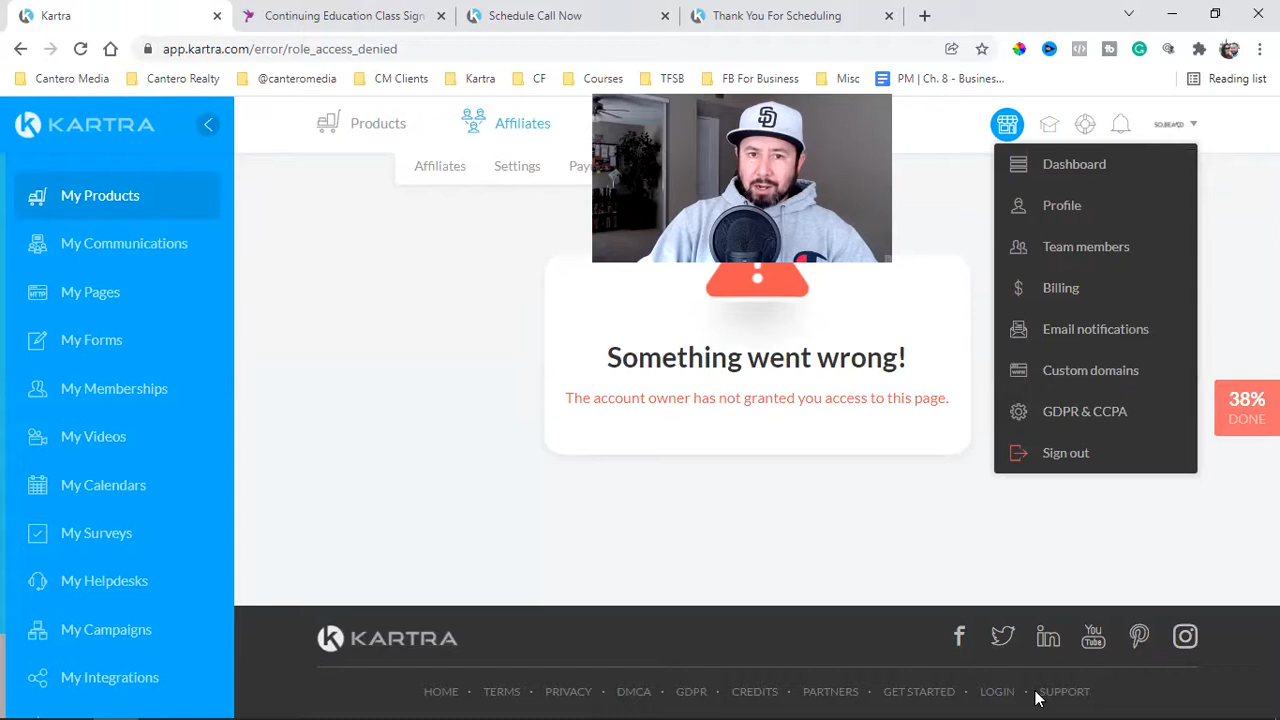 Kartra
Continuing Education Class Sign
Schedule Call Now
Thank You For Scheduling
app.kartra.com/error/role_access_denied
Cantero Media
Cantero Realty
@canteromedia
CM Clients
Kartra
CF
Courses
TFSB
FB For Business
Misc
PM | Ch. 8 - Busines...
Reading list
KARTRA
Products
Affiliates
Affiliates
Settings
My Products
My Communications
My Pages
My Forms
My Memberships
My Videos
My Calendars
My Surveys
My Helpdesks
My Campaigns
My Integrations
Something went wrong!
The account owner has not granted you access to this page.
Dashboard
Profile
Team members
Billing
Email notifications
Custom domains
GDPR & CCPA
Sign out
38%
DONE
KARTRA
HOME · TERMS · PRIVACY · DMCA · GDPR · CREDITS · PARTNERS · GET STARTED · LOGIN · SUPPORT